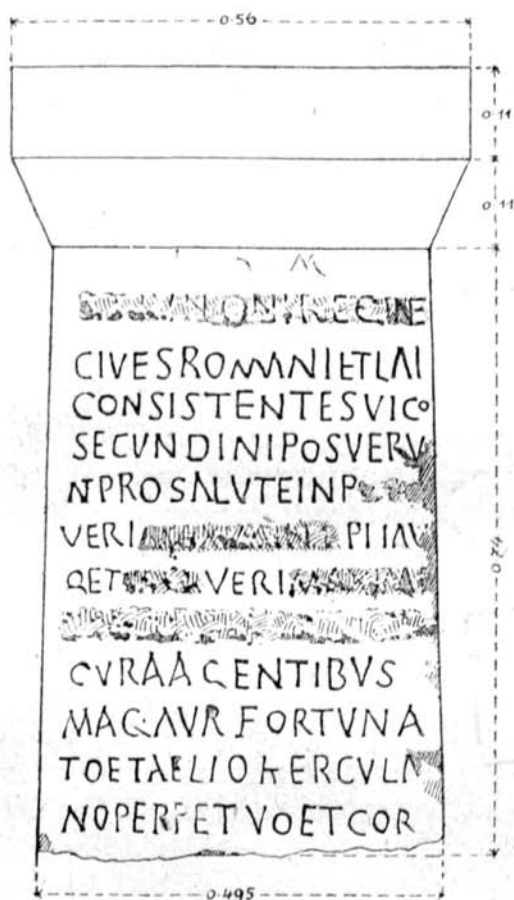 0.56
0.11
0.11
M
CIVESROMANIETLAI
CONSISTENTESVICO
SECVNDINIPOSVERV
NPROSALVTEINP
VERI PIIAV
GET VERI
0.74
CVRAAGENTIBVS
MAGAVRFORTVNA
TOETAELIOHERCVLA
NOPERPETVOETCOR
0.495